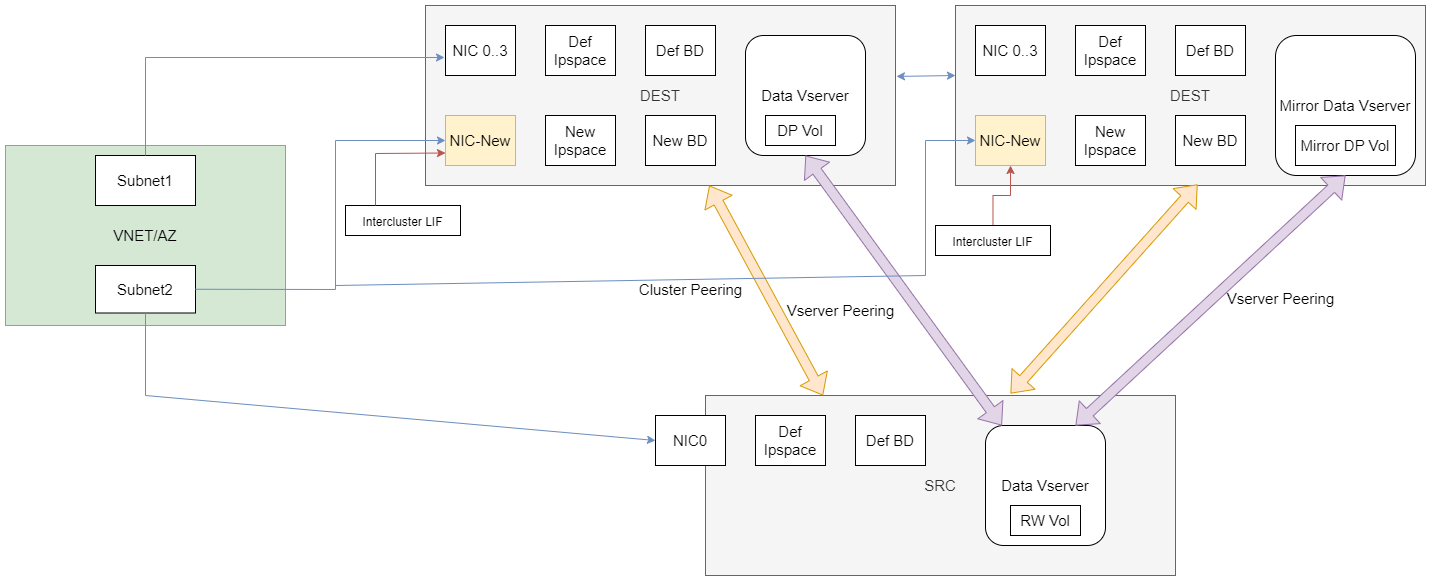 NIC 0..3
Def
Ipspace
Def BD
DEST
Data Vserver
DP Vol
NIC-New
New
Ipspace
New BD
NIC 0..3
Def
Ipspace
Def BD
DEST
Mirror Data Vserver
Mirror DP Vol
NIC-New
New
Ipspace
New BD
Subnet1
VNET/AZ
Subnet2
Intercluster LIF
Intercluster LIF
Cluster Peering
Vserver Peering
Vserver Peering
NIC0
Def
Ipspace
Def BD
SRC
Data Vserver
RW Vol